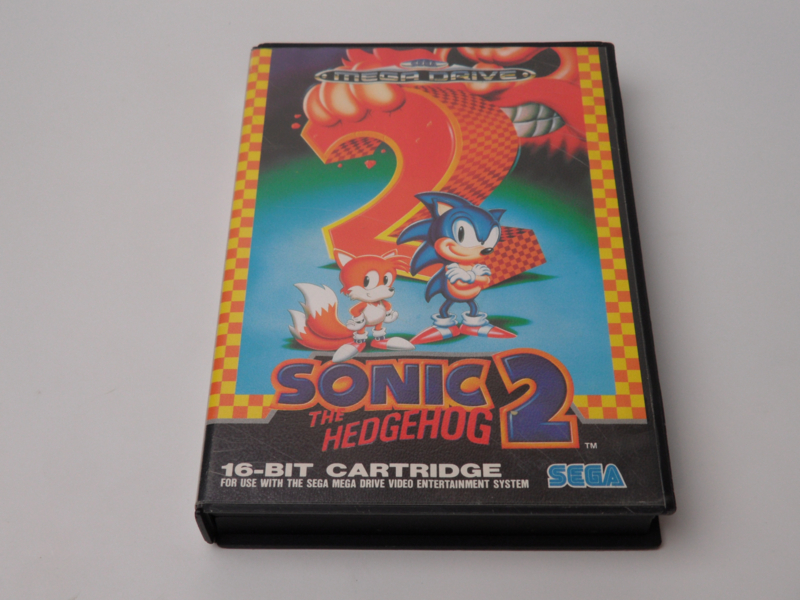 MEGA DRIVE
2
SONIC 2
THE
HEDGEHOG
TM
16-BIT CARTRIDGE
FOR USE WITH THE SEGA MEGA DRIVE VIDEO ENTERTAINMENT SYSTEM
SEGA